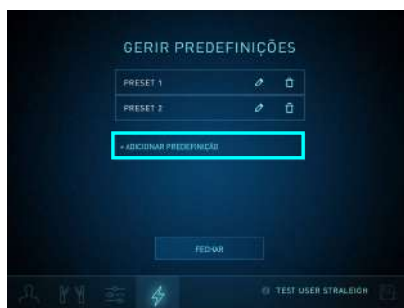 GERIR PREDEFINIÇÕES
PRESET 1
PRESET 2
+ ADICIONAR PREDEFINIÇÃO
FECHAR
TEST USER STRALEIGH